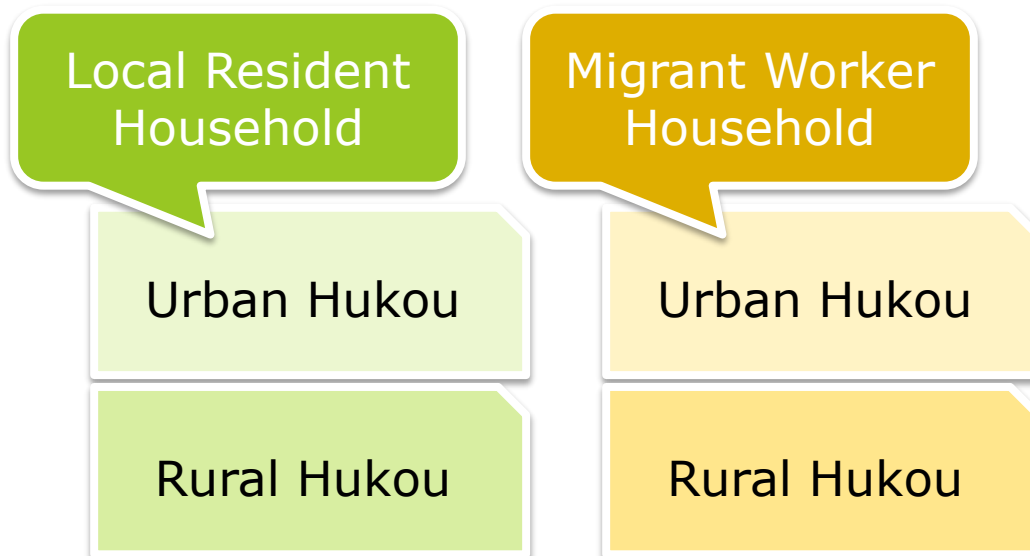 Local Resident
Household
Urban Hukou
Rural Hukou
Migrant Worker
Household
Urban Hukou
Rural Hukou